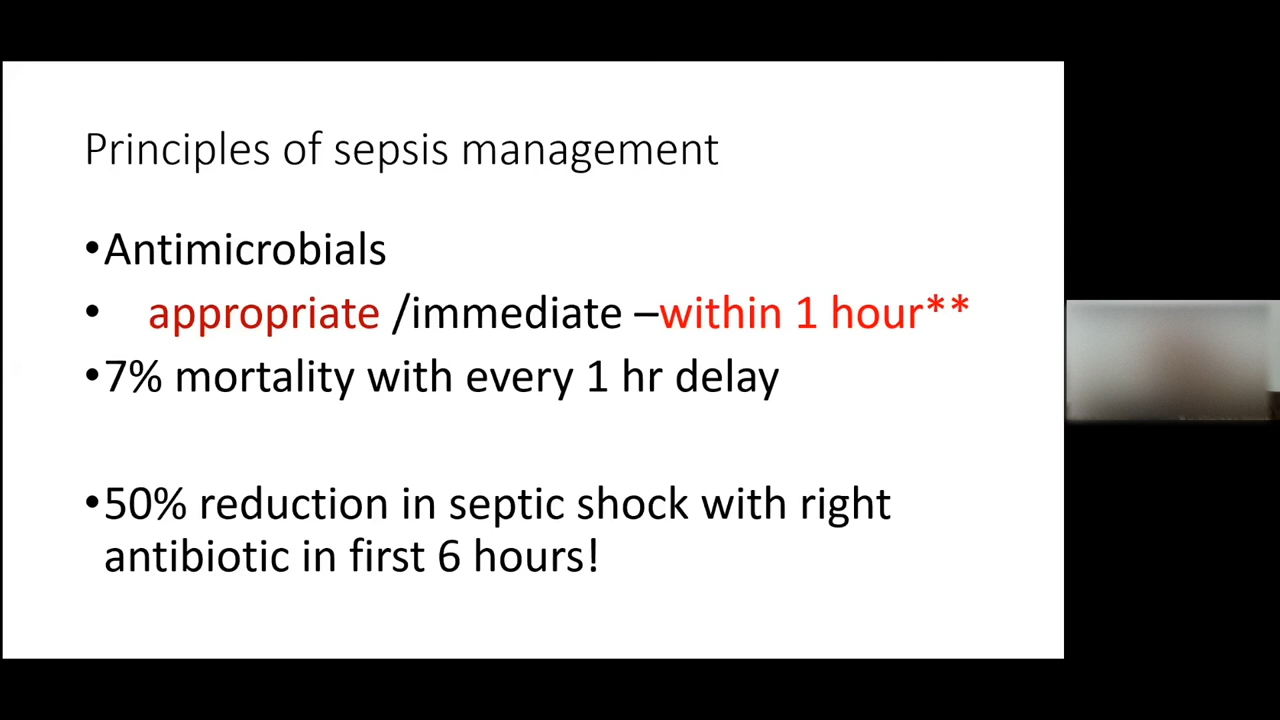 Principles of sepsis management
•Antimicrobials
• appropriate /immediate –within 1 hour**
•7% mortality with every 1 hr delay
•50% reduction in septic shock with right
antibiotic in first 6 hours!